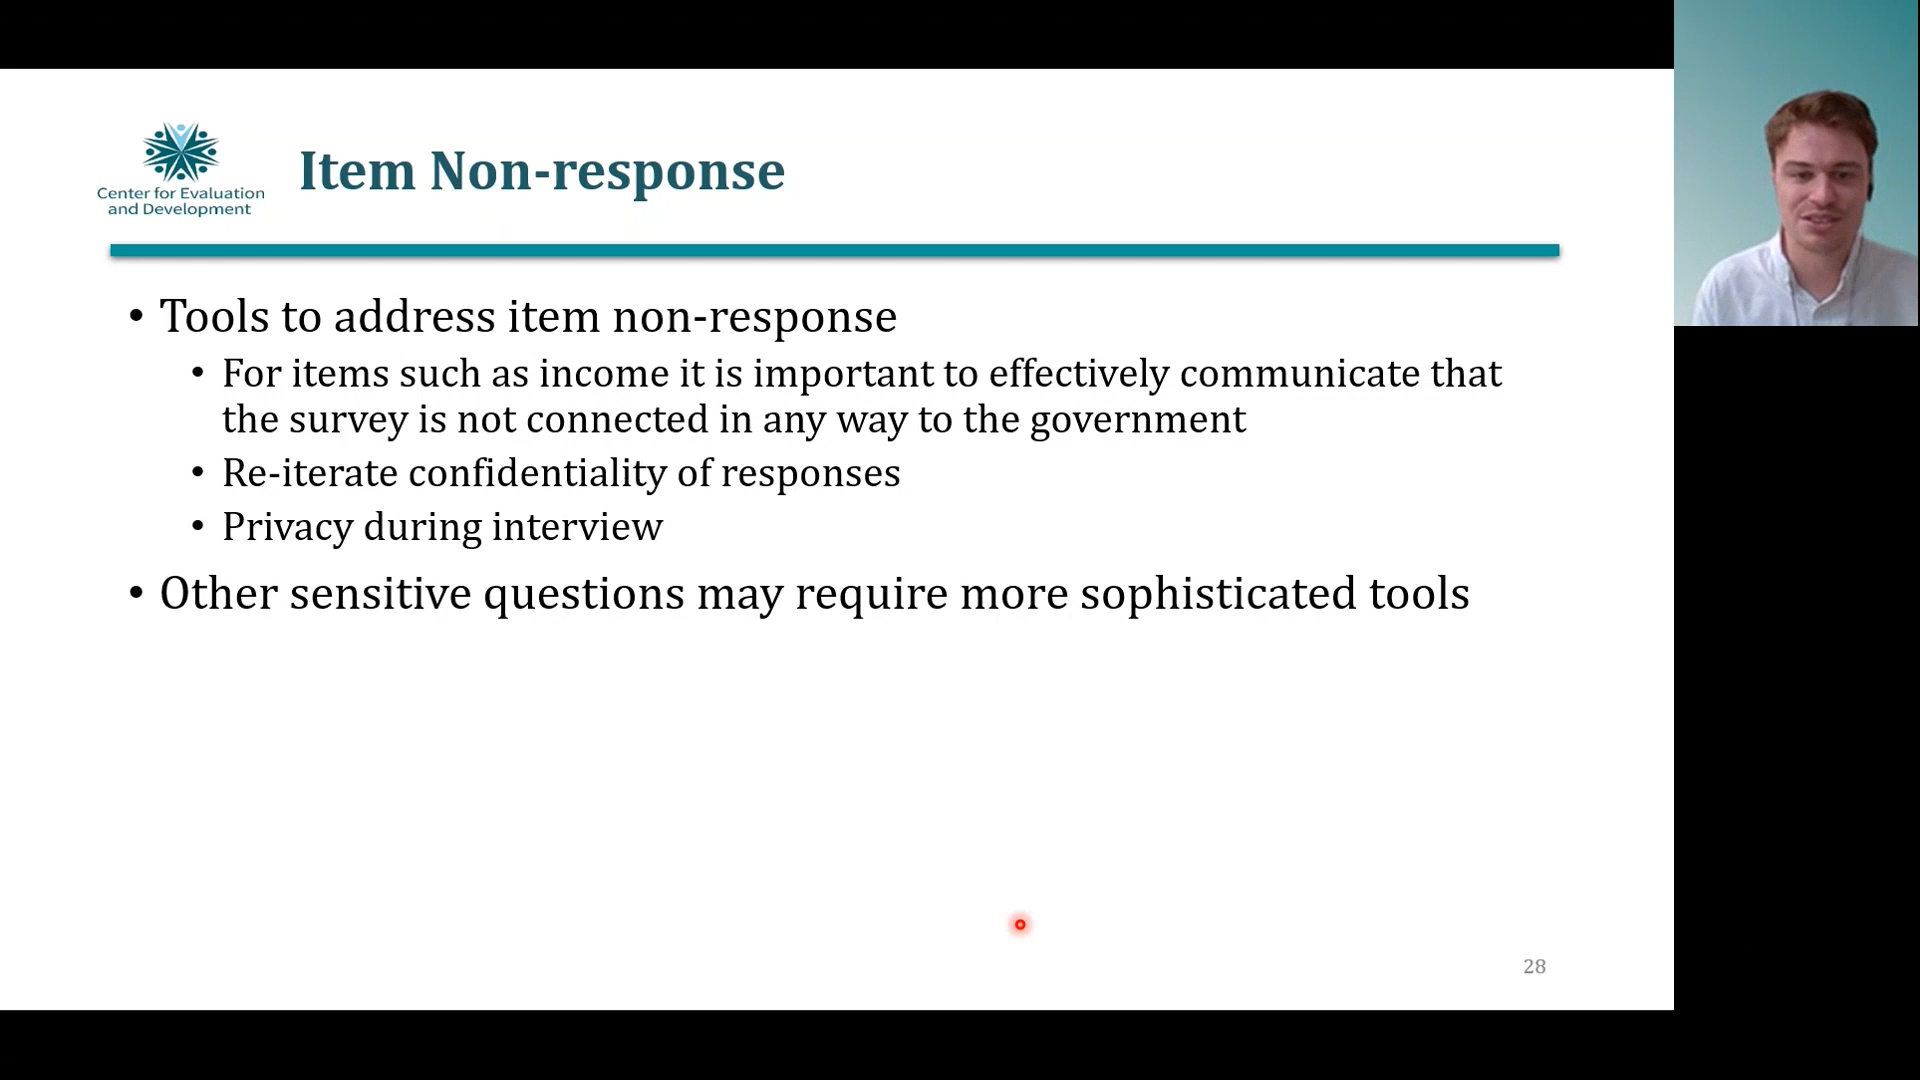 Center for Evaluation
and Development
Item Non-response
• Tools to address item non-response
• For items such as income it is important to effectively communicate that
the survey is not connected in any way to the government
• Re-iterate confidentiality of responses
• Privacy during interview
• Other sensitive questions may require more sophisticated tools
28